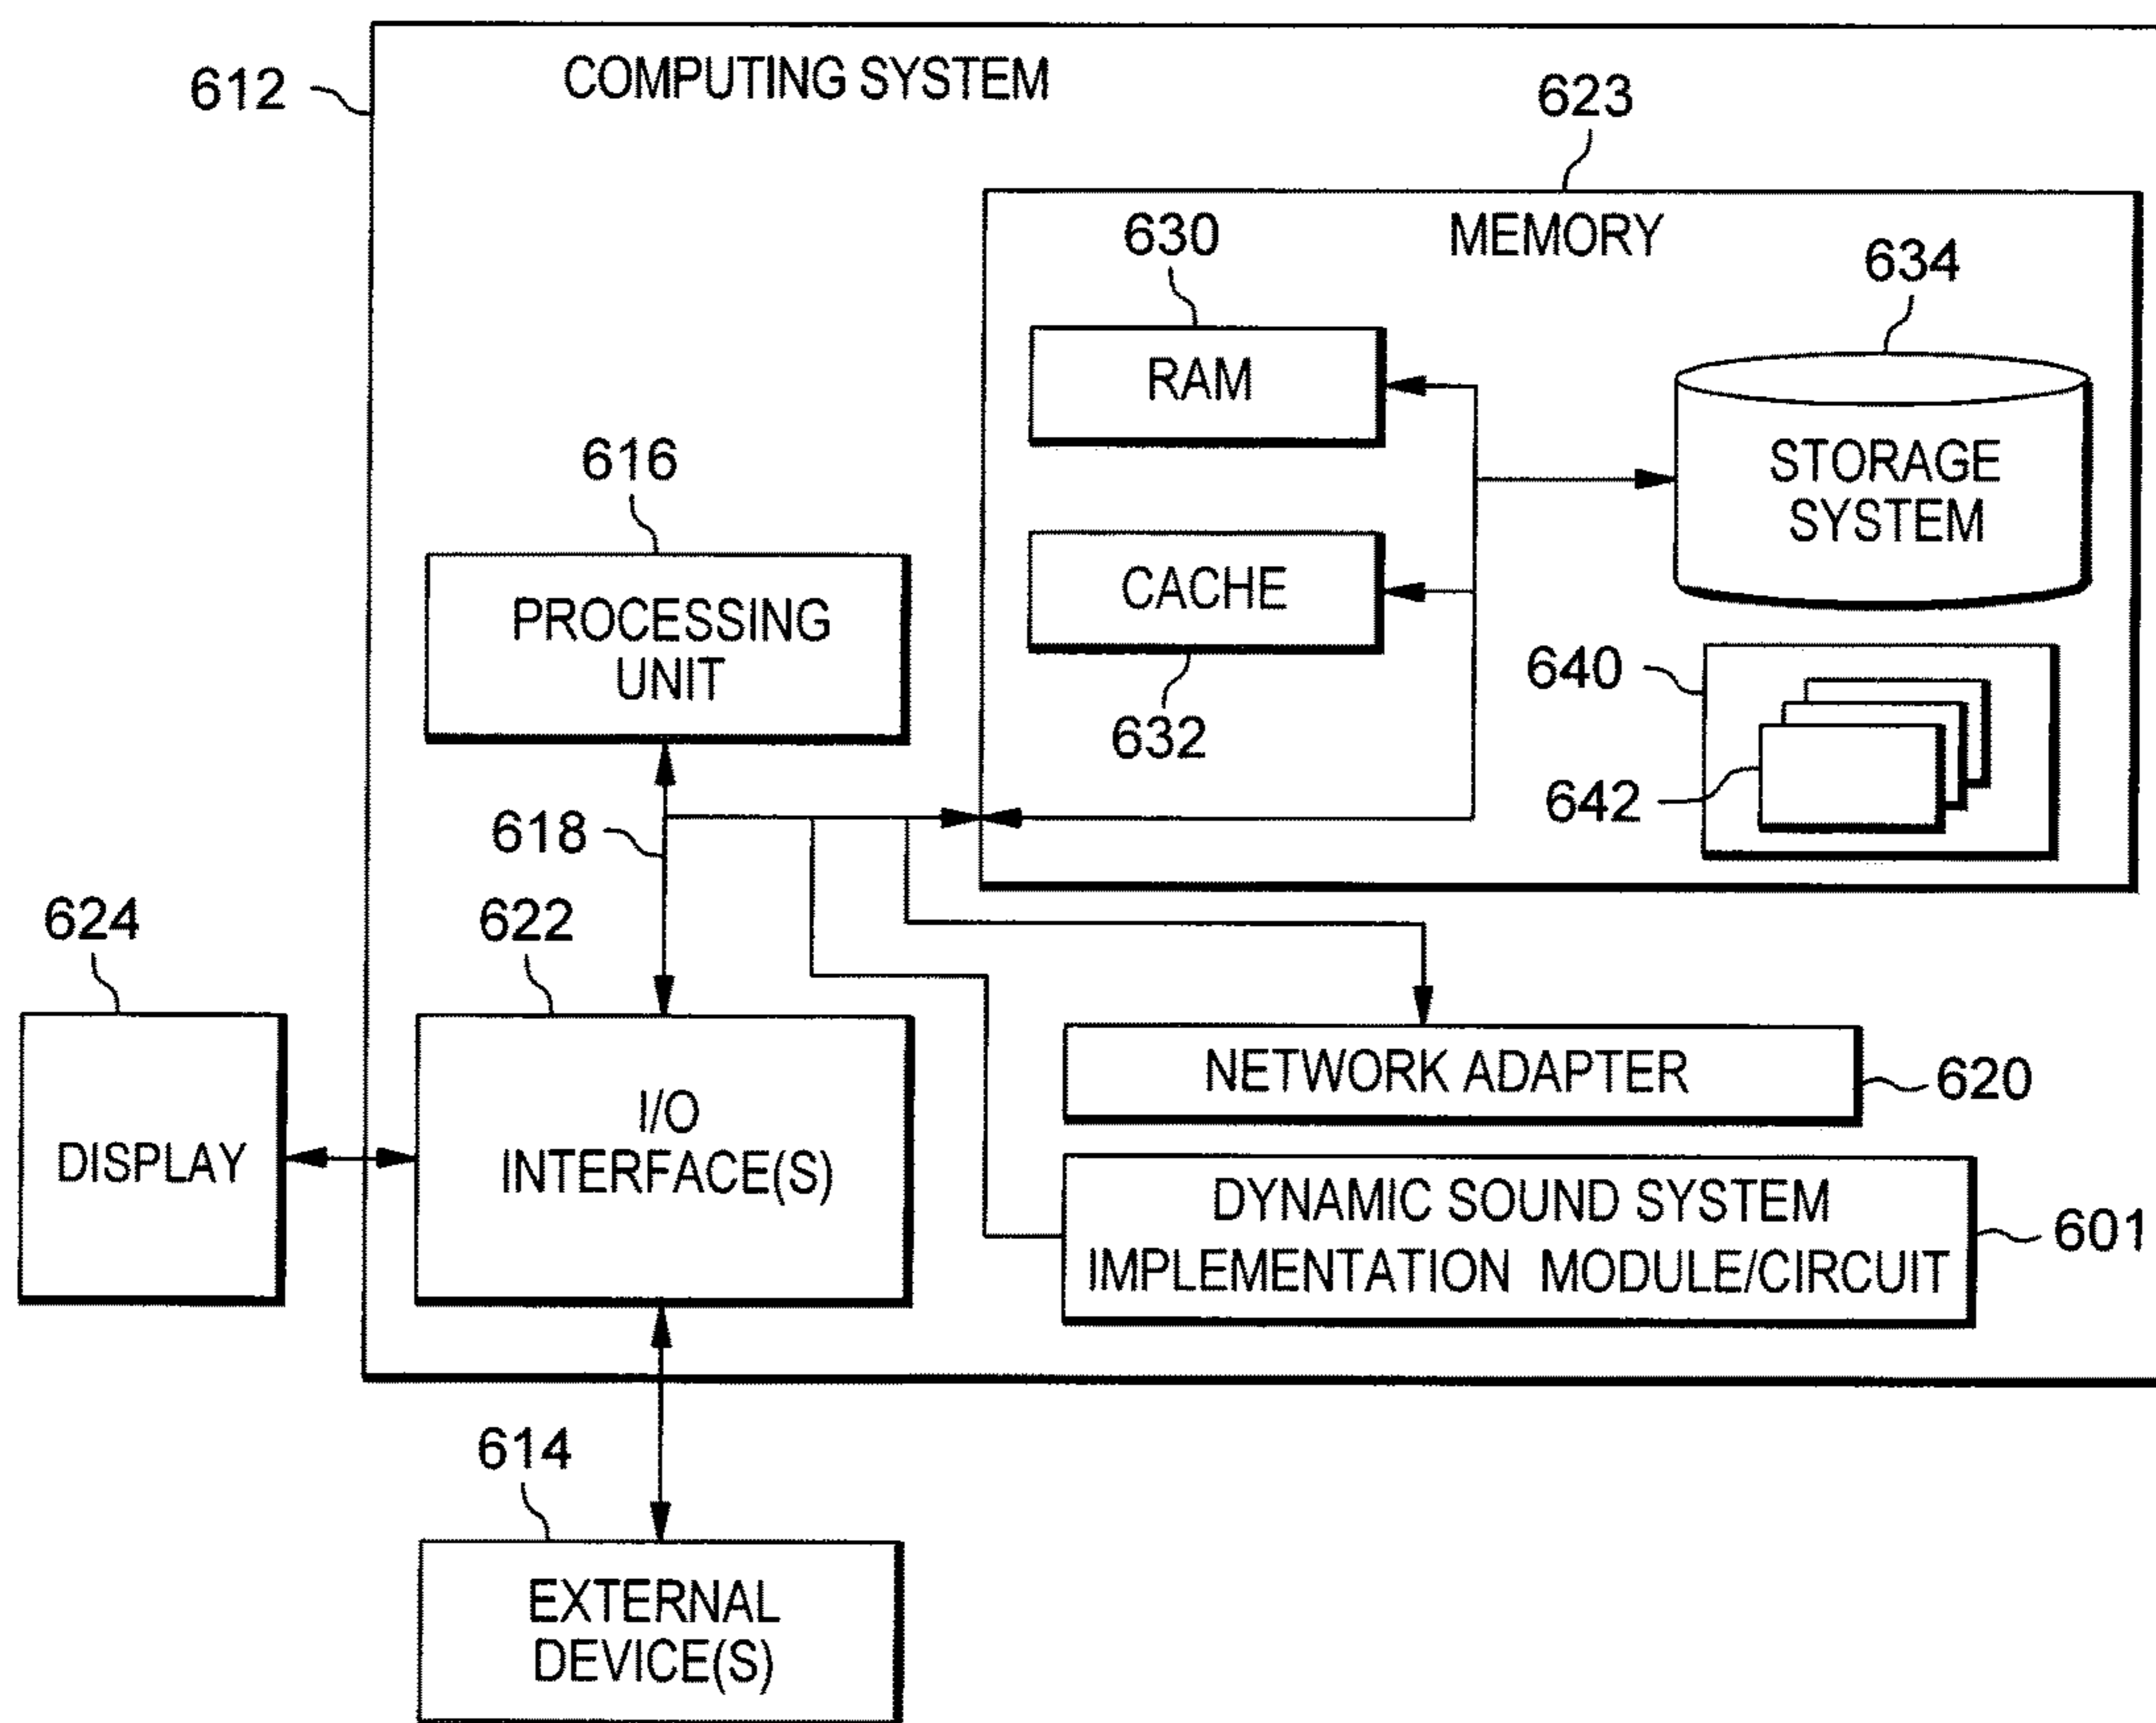 612
COMPUTING SYSTEM
623
MEMORY
630
634
RAM
STORAGE
SYSTEM
616
PROCESSING
UNIT
CACHE
632
640
642
618
624
622
NETWORK ADAPTER
620
DISPLAY
I/O
INTERFACE(S)
DYNAMIC SOUND SYSTEM
IMPLEMENTATION MODULE/CIRCUIT
601
614
EXTERNAL
DEVICE(S)